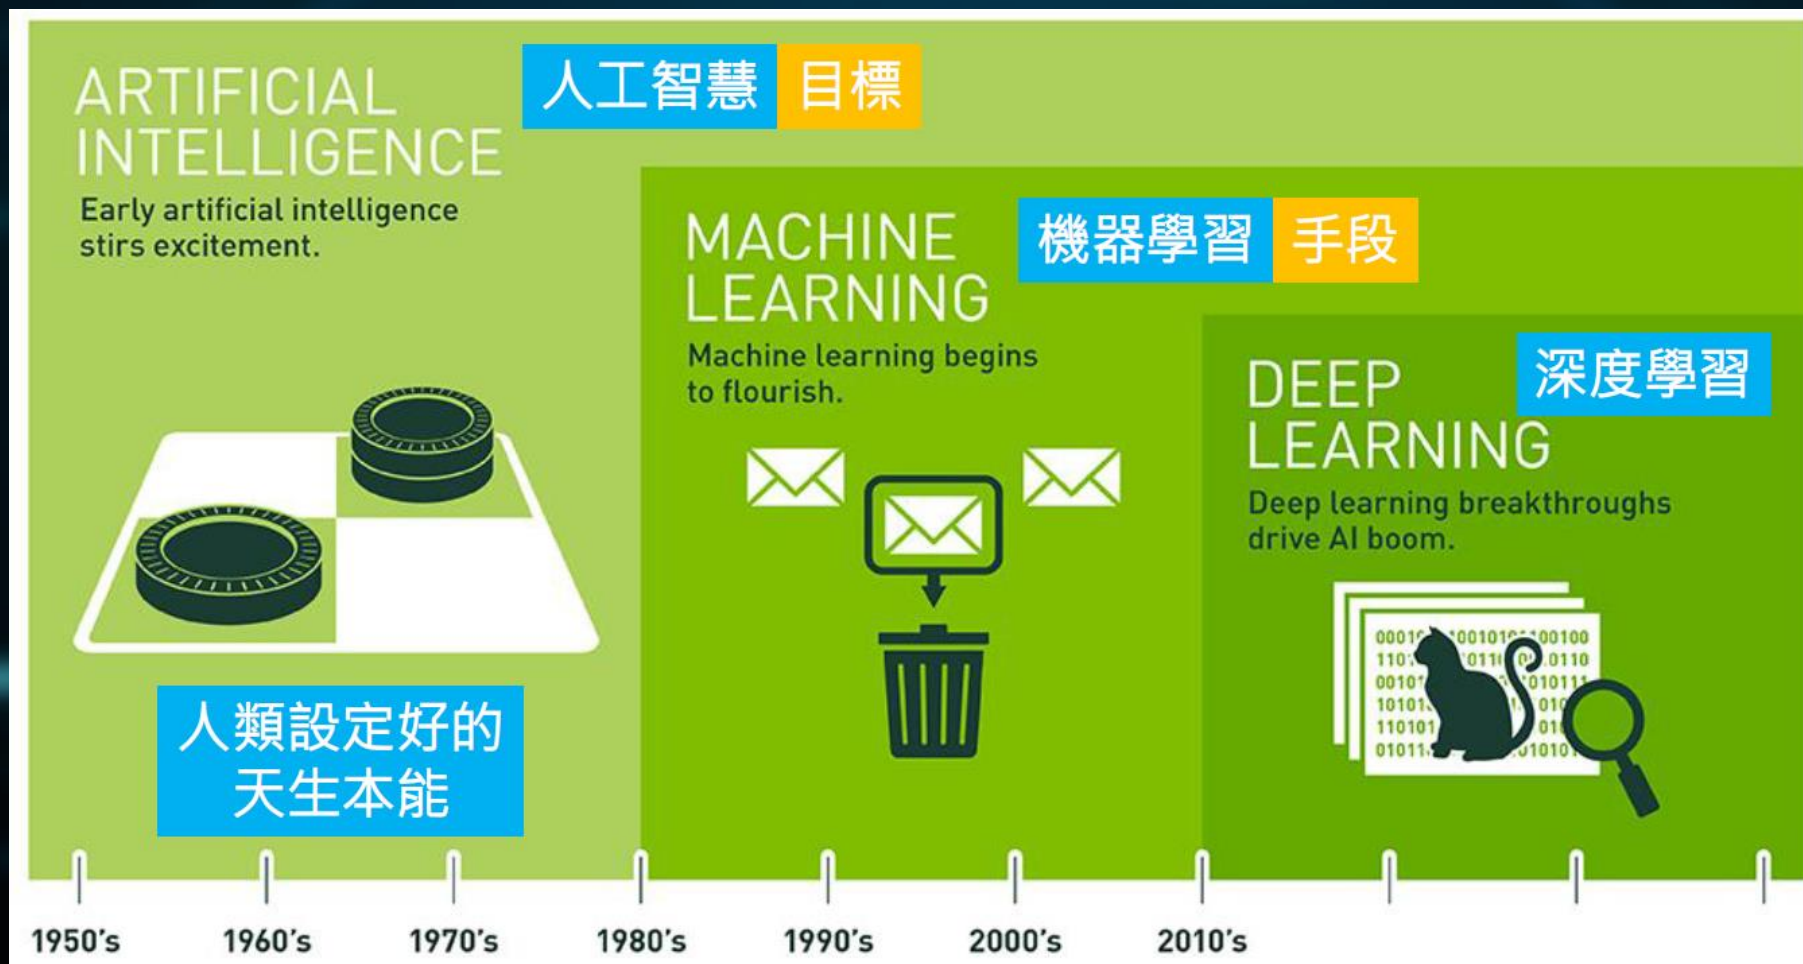 ARTIFICIAL
INTELLIGENCE
人工智慧 目標
Early artificial intelligence
stirs excitement.
人類設定好的
天生本能
MACHINE
LEARNING
機器學習 手段
Machine learning begins
to flourish.
DEEP
LEARNING
深度學習
Deep learning breakthroughs
drive AI boom.
1950's 1960's 1970's 1980's 1990's 2000's 2010's